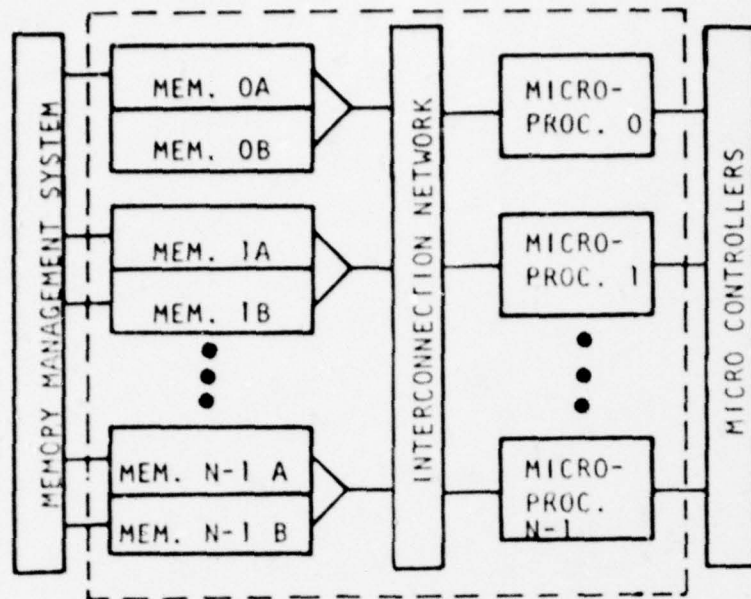 MEMORY MANAGEMENT SYSTEM
MEM. 0A
MEM. 0B
MEM. 1A
MEM. 1B
MEM. N-1 A
MEM. N-1 B
INTERCONNECTION NETWORK
MICRO-
PROC. 0
MICRO-
PROC. 1
MICRO-
PROC.
N-1
MICRO CONTROLLERS